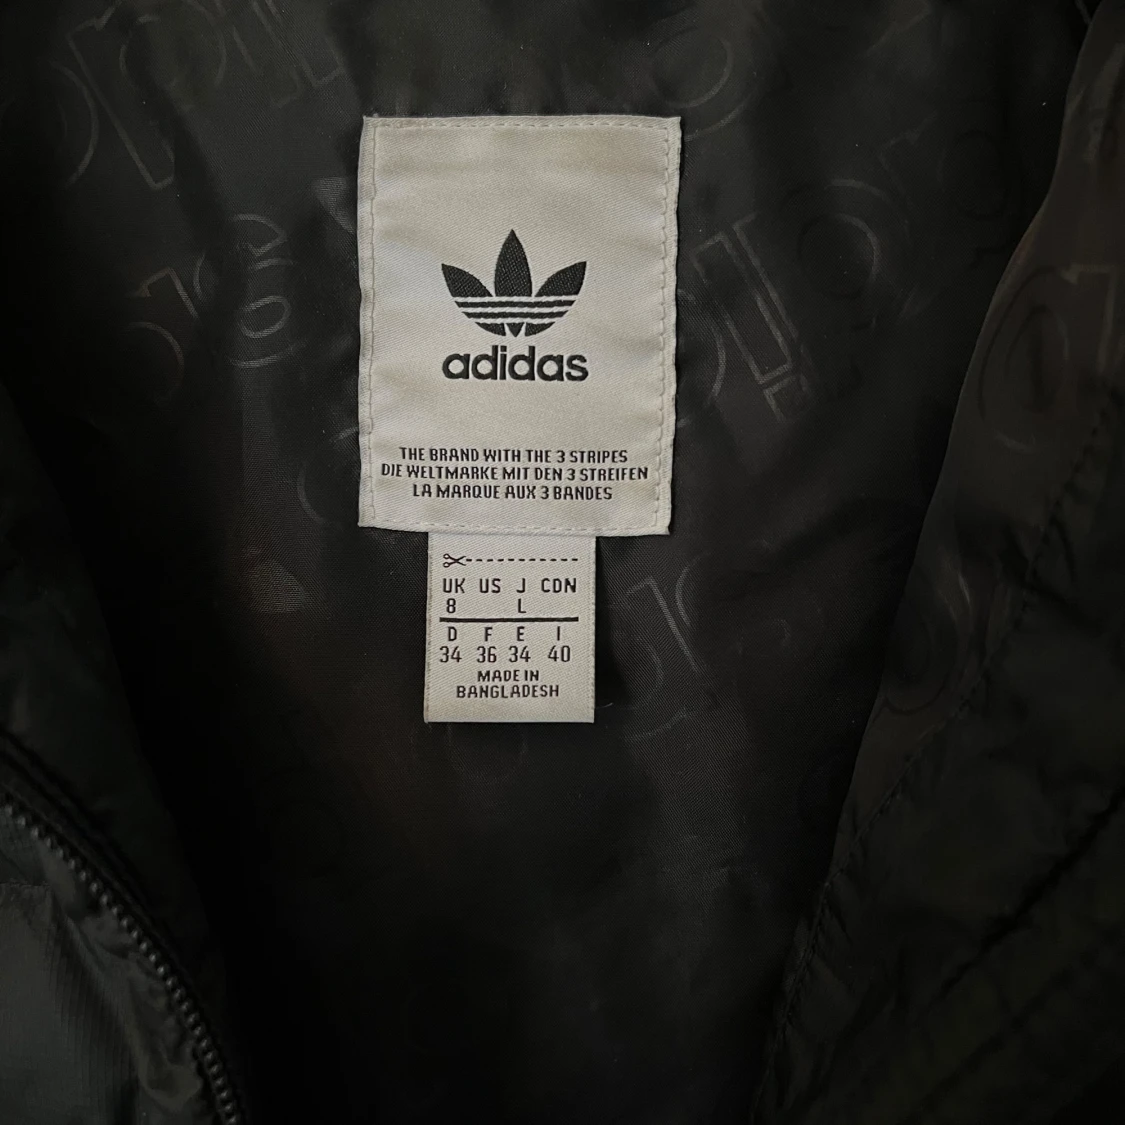 adidas
THE BRAND WITH THE 3 STRIPES
DIE WELTMARKE MIT DEN 3 STREIFEN
LA MARQUE AUX 3 BANDES
UK US J CDN
8 L
D F E I
34 36 34 40
MADE IN
BANGLADESH